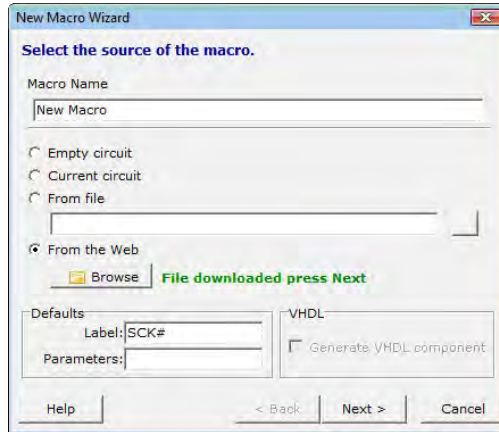 New Macro Wizard
Select the source of the macro.
Macro Name
New Macro
Empty circuit
Current circuit
From file
From the Web
Browse File downloaded press Next
Defaults
Label: SCK#
Parameters:
VHDL
Generate VHDL component
Help < Back Next > Cancel